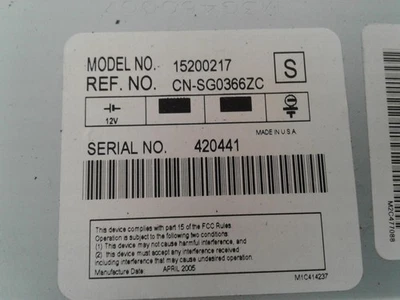 MODEL NO. 15200217
S
REF. NO. CN-SG0366ZC
12V
MADE IN U.S.A
SERIAL NO. 420441
This device complies with part 15 of the FCC Rules
Operation is subject to the following two conditions:
(1) This device may not cause harmful interference, and
(2) this device must accept any interference received
including interference that may cause undesired operation
Manufacture Date: APRIL 2005
M1C414237
M2C477088